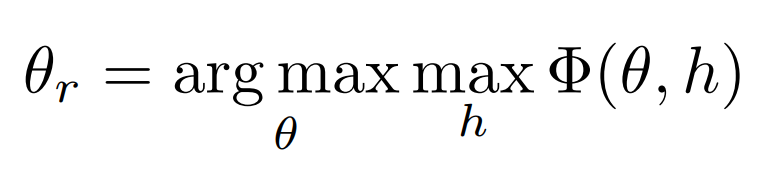 θ_r = arg max_θ max_h Φ(θ, h)